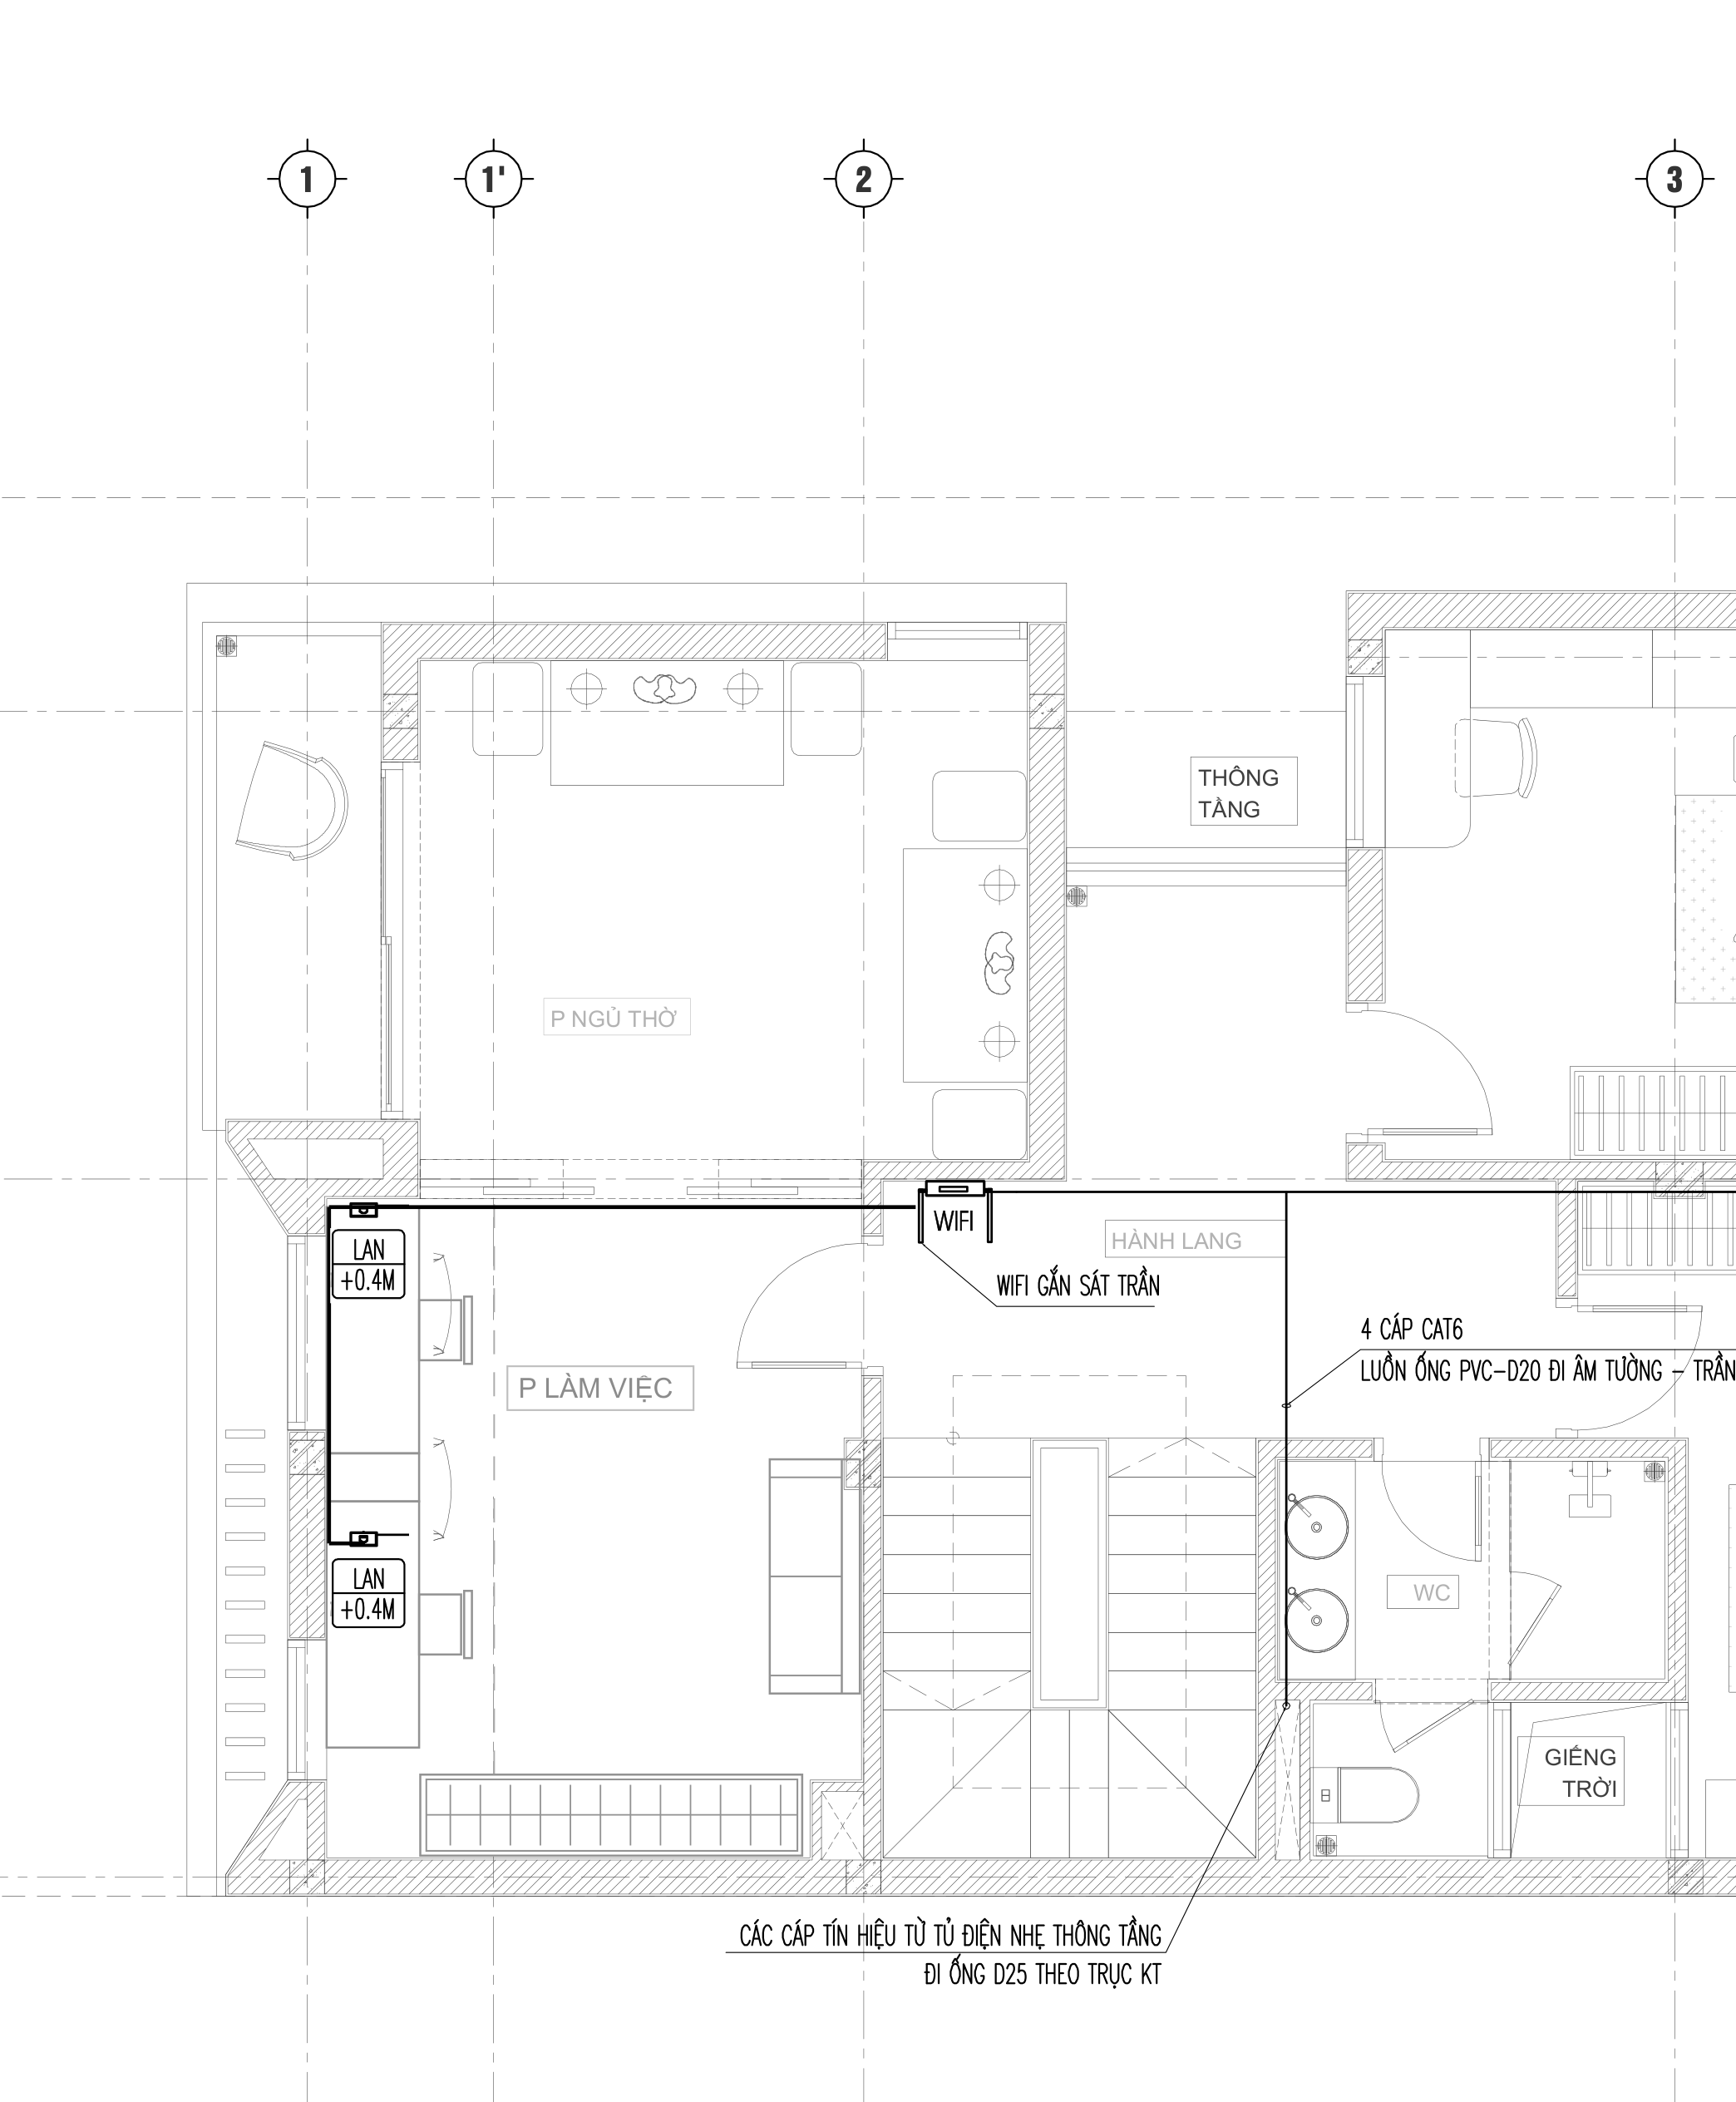 1
1'
2
3
THÔNG
TẦNG
P NGỦ THỜ
WIFI
HÀNH LANG
LAN
+0.4M
WIFI GẮN SÁT TRẦN
4 CÁP CAT6
LUỒN ỐNG PVC-D20 ĐI ÂM TƯỜNG - TRẦN
P LÀM VIỆC
LAN
+0.4M
WC
GIẾNG
TRỜI
CÁC CÁP TÍN HIỆU TỪ TỦ ĐIỆN NHẸ THÔNG TẦNG
ĐI ỐNG D25 THEO TRỤC KT